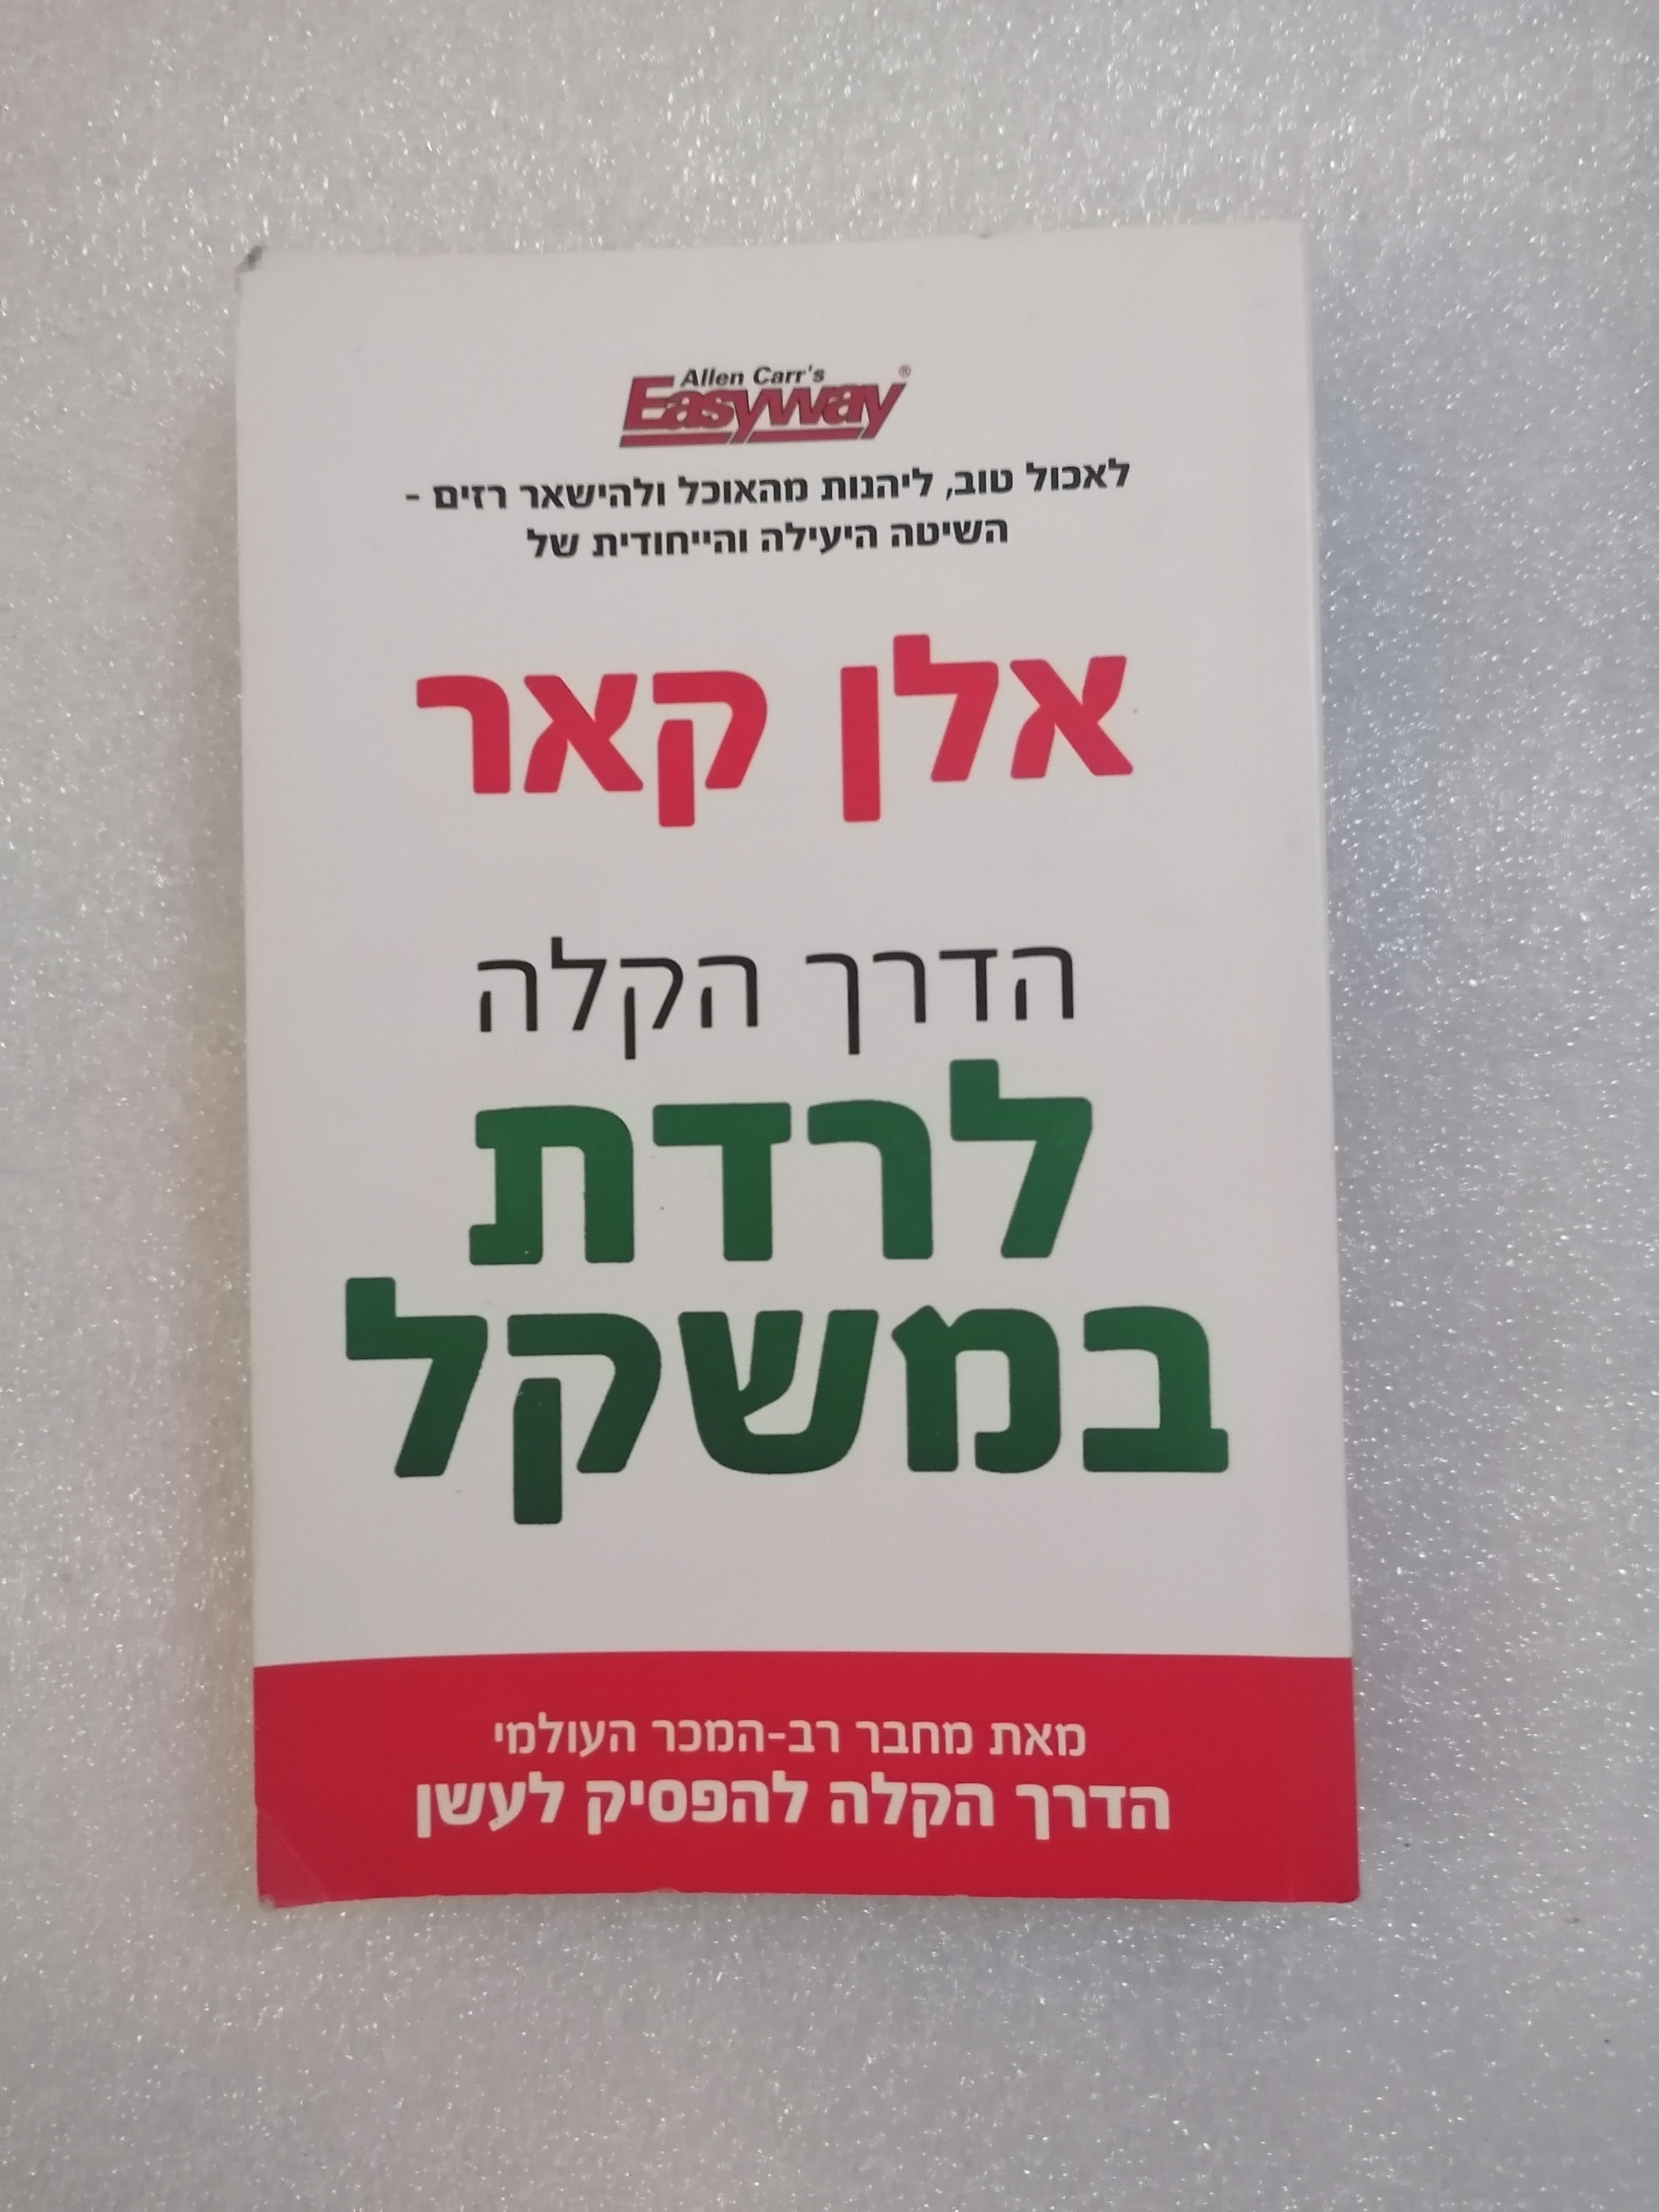 Allen Carr's
Easyway®
לאכול טוב, ליהנות מהאוכל ולהישאר רזים -
השיטה היעילה והייחודית של
אלן קאר
הדרך הקלה
לרדת
במשקל
מאת מחבר רב-המכר העולמי
הדרך הקלה להפסיק לעשן